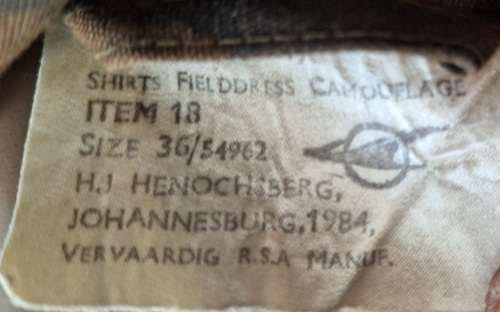 SHIRTS FIELDDRESS CAMOUFLAGE
ITEM 18
SIZE 36/54962
H.J HENOCHSBERG,
JOHANNESBURG,1984,
VERVAARDIG R.S.A MANUF.